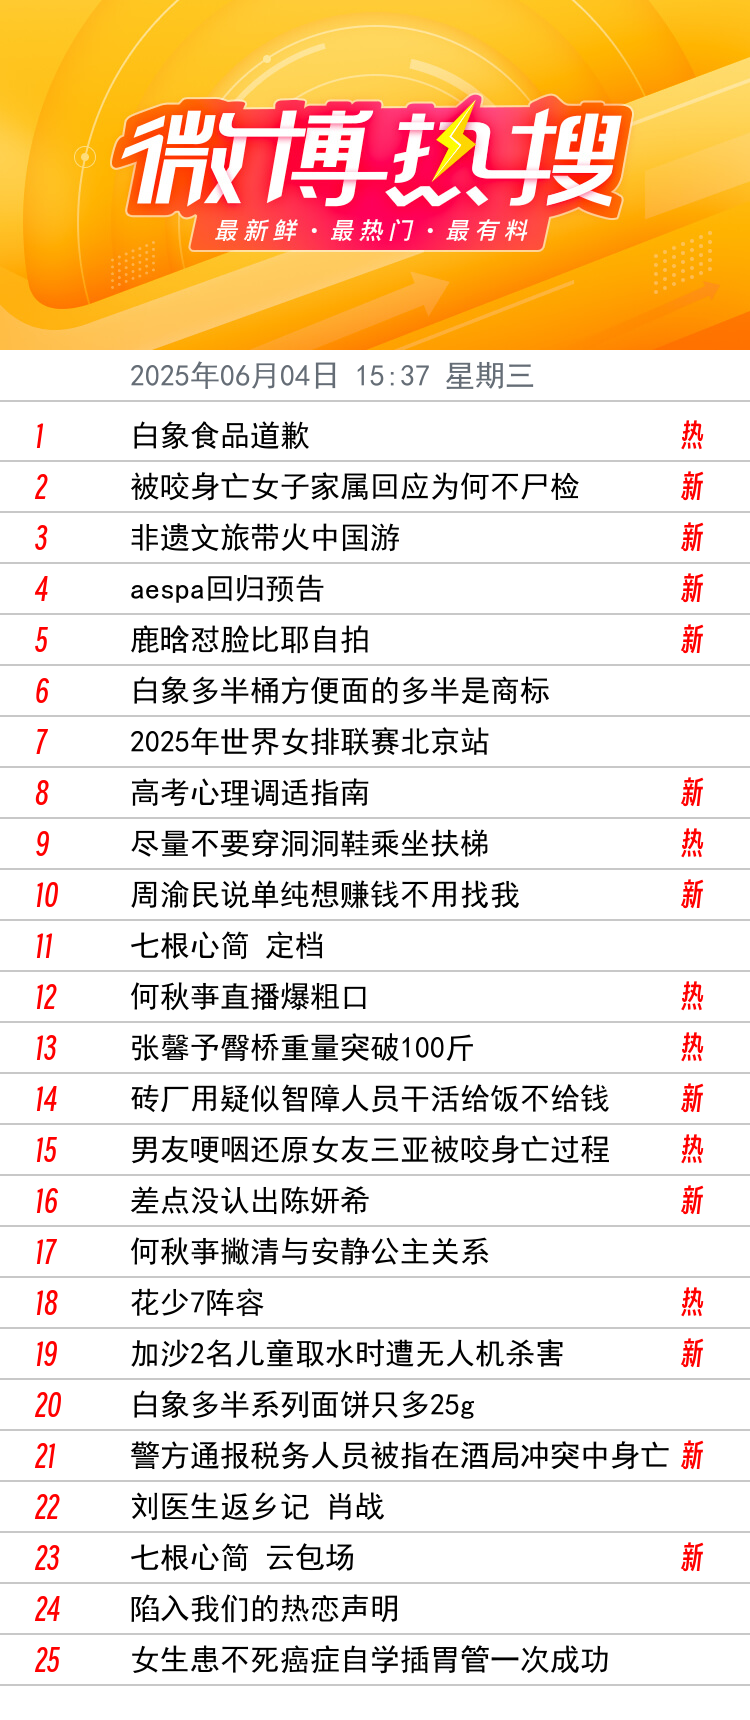 微博热搜
最新鲜·最热门·最有料
2025年06月04日 15:37 星期三
1 白象食品道歉 热
2 被咬身亡女子家属回应为何不尸检 新
3 非遗文旅带火中国游 新
4 aespa回归预告 新
5 鹿晗怼脸比耶自拍 新
6 白象多半桶方便面的多半是商标
7 2025年世界女排联赛北京站
8 高考心理调适指南 新
9 尽量不要穿洞洞鞋乘坐扶梯 热
10 周渝民说单纯想赚钱不用找我 新
11 七根心简 定档
12 何秋亊直播爆粗口 热
13 张馨予臀桥重量突破100斤 热
14 砖厂用疑似智障人员干活给饭不给钱 新
15 男友哽咽还原女友三亚被咬身亡过程 热
16 差点没认出陈妍希 新
17 何秋亊撇清与安静公主关系
18 花少7阵容 热
19 加沙2名儿童取水时遭无人机杀害 新
20 白象多半系列面饼只多25g
21 警方通报税务人员被指在酒局冲突中身亡 新
22 刘医生返乡记 肖战
23 七根心简 云包场 新
24 陷入我们的热恋声明
25 女生患不死癌症自学插胃管一次成功